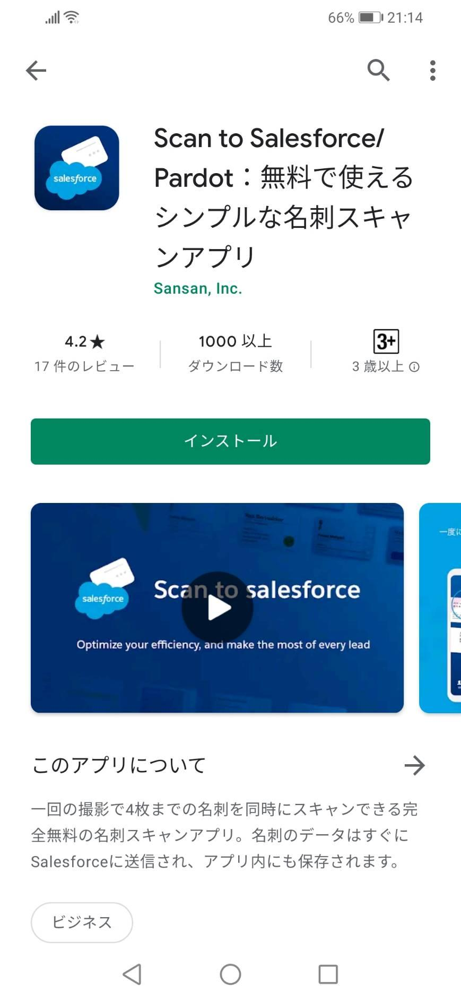 66% 21:14
salesforce
Scan to Salesforce/
Pardot：無料で使える
シンプルな名刺スキャ
ンアプリ
Sansan, Inc.
4.2★
17 件のレビュー
1000 以上
ダウンロード数
3+
3 歳以上
インストール
salesforce
Scan to salesforce
Optimize your efficiency, and make the most of every lead
一度に
このアプリについて
一回の撮影で4枚までの名刺を同時にスキャンできる完
全無料の名刺スキャンアプリ。名刺のデータはすぐに
Salesforceに送信され、アプリ内にも保存されます。
ビジネス